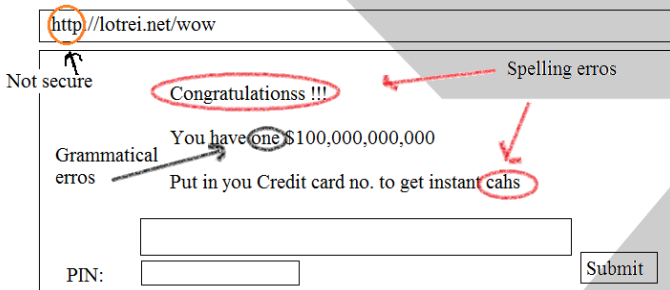 http://lotrei.net/wow
Not secure
Spelling erros
Congratulationss !!!
You have one $100,000,000,000
Grammatical
erros
Put in you Credit card no. to get instant cahs
PIN:
Submit